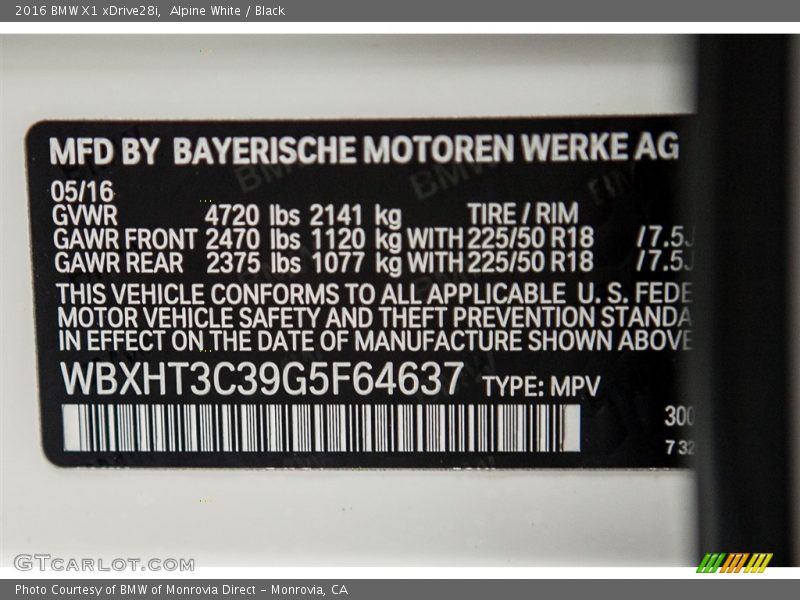 2016 BMW X1 xDrive28i,  Alpine White / Black
MFD BY BAYERISCHE MOTOREN WERKE AG
05/16
GVWR 4720 lbs 2141 kg TIRE / RIM
GAWR FRONT 2470 lbs 1120 kg WITH 225/50 R18 /7.5J
GAWR REAR 2375 lbs 1077 kg WITH 225/50 R18 /7.5J
THIS VEHICLE CONFORMS TO ALL APPLICABLE U. S. FEDE
MOTOR VEHICLE SAFETY AND THEFT PREVENTION STANDA
IN EFFECT ON THE DATE OF MANUFACTURE SHOWN ABOVE
WBXHT3C39G5F64637 TYPE: MPV
300
7 32
GTCARLOT.COM
Photo Courtesy of BMW of Monrovia Direct – Monrovia, CA